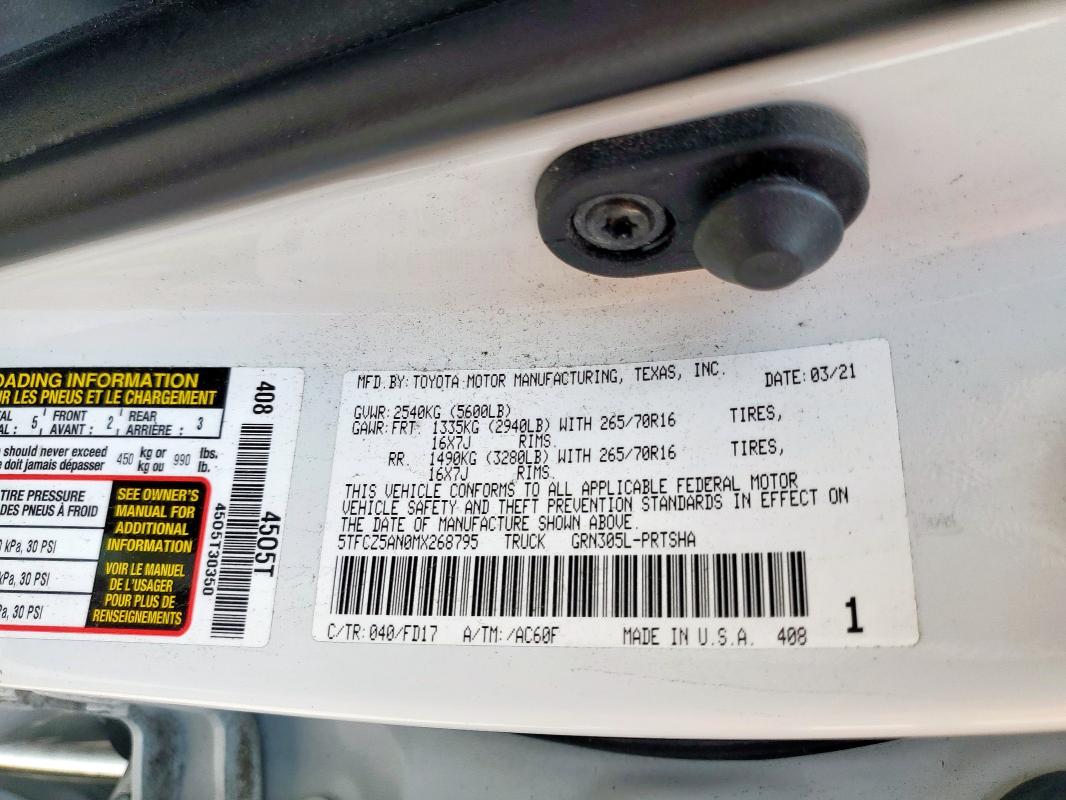 OADING INFORMATION
R LES PNEUS ET LE CHARGEMENT
5 FRONT AVANT : 2 REAR ARRIÈRE : 3
should never exceed 450 kg or 990 lbs.
doit jamais dépasser kg ou lb.
TIRE PRESSURE
DES PNEUS À FROID
kPa, 30 PSI
kPa, 30 PSI
Pa, 30 PSI
SEE OWNER'S
MANUAL FOR
ADDITIONAL
INFORMATION
VOIR LE MANUEL
DE L'USAGER
POUR PLUS DE
RENSEIGNEMENTS
408
4505T
4505T30350
MFD. BY: TOYOTA MOTOR MANUFACTURING, TEXAS, INC. DATE: 03/21
GVWR: 2540KG (5600LB)
GAWR: FRT. 1335KG (2940LB) WITH 265/70R16 TIRES,
16X7J RIMS.
RR. 1490KG (3280LB) WITH 265/70R16 TIRES,
16X7J RIMS.
THIS VEHICLE CONFORMS TO ALL APPLICABLE FEDERAL MOTOR
VEHICLE SAFETY AND THEFT PREVENTION STANDARDS IN EFFECT ON
THE DATE OF MANUFACTURE SHOWN ABOVE.
5TFCZ5AN0MX268795 TRUCK GRN305L-PRTSHA
C/TR: 040/FD17 A/TM: /AC60F MADE IN U.S.A. 408 1